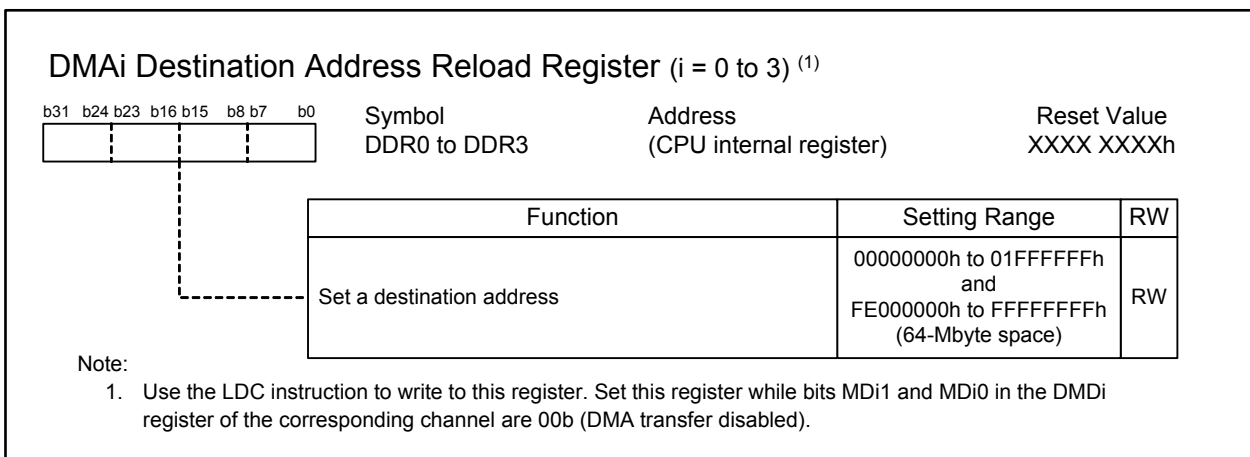 DMAi Destination Address Reload Register (i = 0 to 3) (1)
b31 b24 b23 b16 b15 b8 b7 b0
Symbol Address Reset Value
DDR0 to DDR3 (CPU internal register) XXXX XXXXh
Function Setting Range RW
Set a destination address
00000000h to 01FFFFFFh
and
FE000000h to FFFFFFFFh
(64-Mbyte space)
RW
Note:
1. Use the LDC instruction to write to this register. Set this register while bits MDi1 and MDi0 in the DMDi
register of the corresponding channel are 00b (DMA transfer disabled).